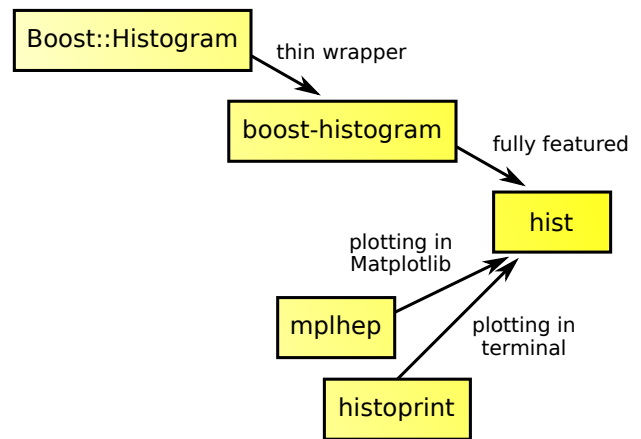 Boost::Histogram
thin wrapper
boost-histogram
fully featured
hist
plotting in
Matplotlib
mplhep
plotting in
terminal
histoprint